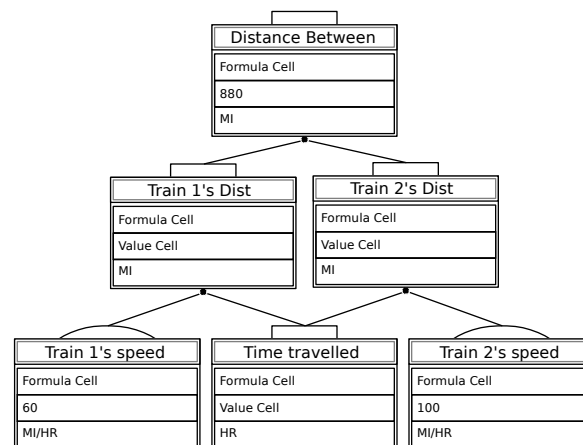 Distance Between
Formula Cell
880
MI
Train 1's Dist
Formula Cell
Value Cell
MI
Train 2's Dist
Formula Cell
Value Cell
MI
Train 1's speed
Formula Cell
60
MI/HR
Time travelled
Formula Cell
Value Cell
HR
Train 2's speed
Formula Cell
100
MI/HR